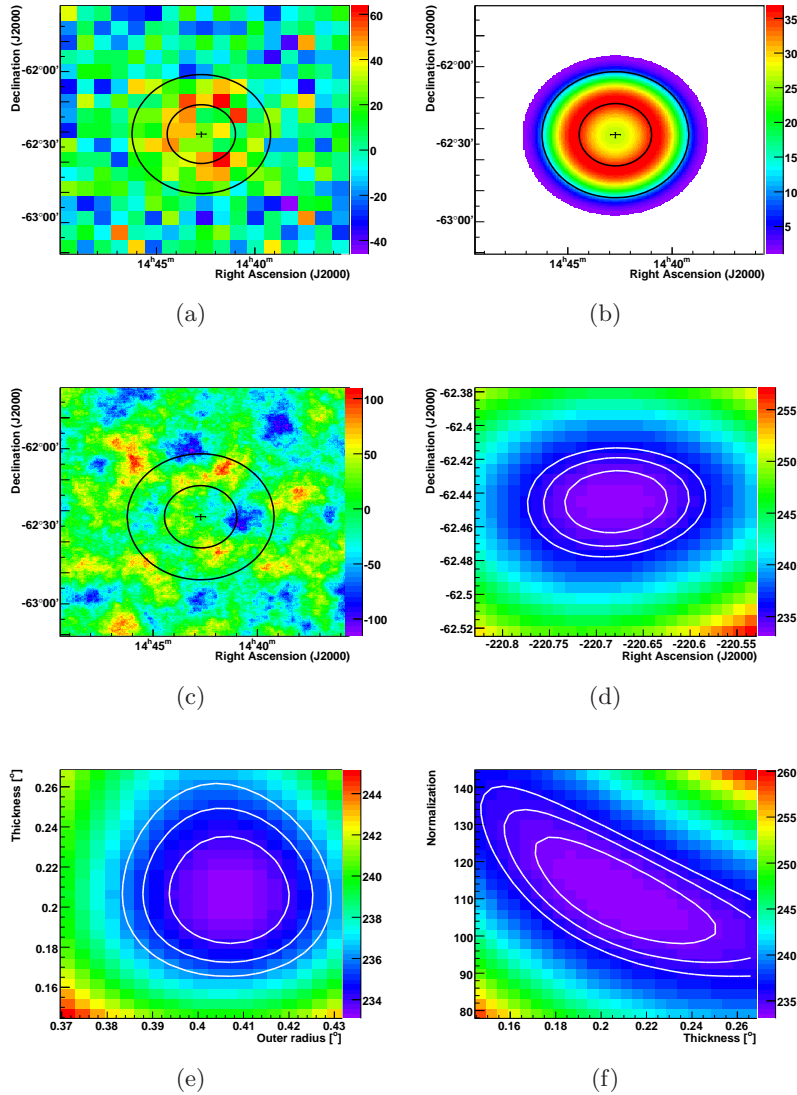 Declination (J2000)
-62°00'
-62°30'
-63°00'
14h45m
14h40m
Right Ascension (J2000)
60
40
20
0
-20
-40
(a)
Declination (J2000)
-62°00'
-62°30'
-63°00'
14h45m
14h40m
Right Ascension (J2000)
35
30
25
20
15
10
5
(b)
Declination (J2000)
-62°00'
-62°30'
-63°00'
14h45m
14h40m
Right Ascension (J2000)
100
50
0
-50
-100
(c)
Declination (J2000)
-62.38
-62.4
-62.42
-62.44
-62.46
-62.48
-62.5
-62.52
-220.8 -220.75 -220.7 -220.65 -220.6 -220.55
Right Ascension (J2000)
255
250
245
240
235
(d)
Thickness [°]
0.26
0.24
0.22
0.2
0.18
0.16
0.37 0.38 0.39 0.4 0.41 0.42 0.43
Outer radius [°]
244
242
240
238
236
234
(e)
Normalization
140
130
120
110
100
90
80
0.16 0.18 0.2 0.22 0.24 0.26
Thickness [°]
260
255
250
245
240
235
(f)